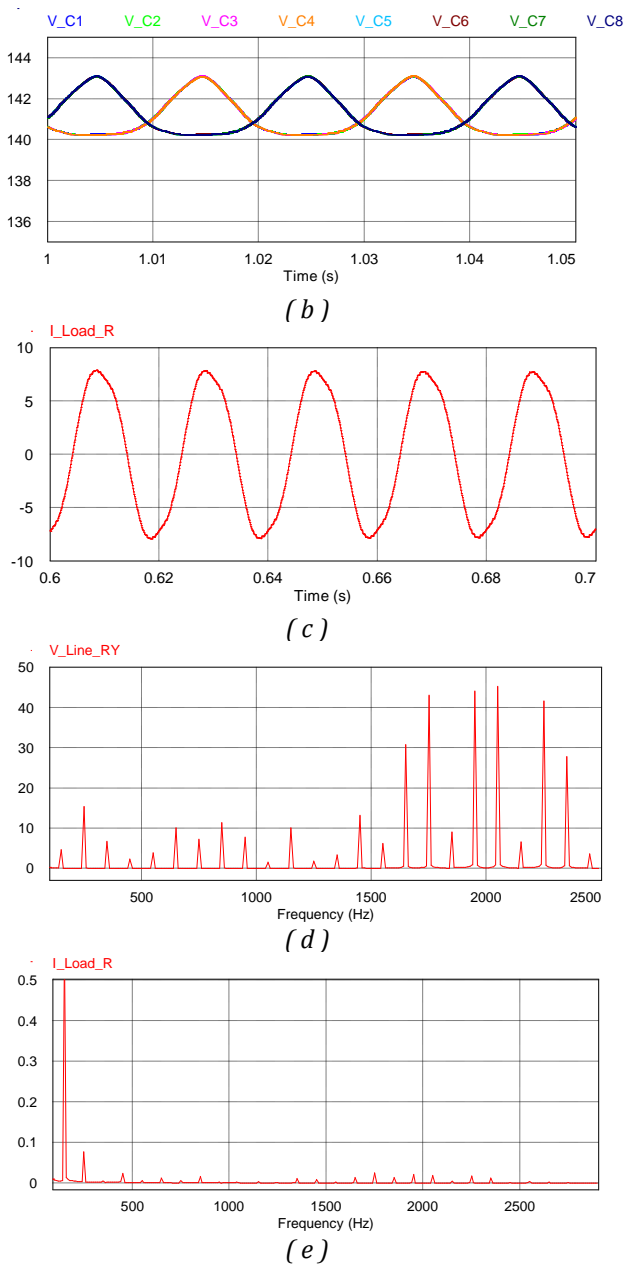 V_C1 V_C2 V_C3 V_C4 V_C5 V_C6 V_C7 V_C8
144
142
140
138
136
1 1.01 1.02 1.03 1.04 1.05
Time (s)
( b )
I_Load_R
10
5
0
-5
-10
0.6 0.62 0.64 0.66 0.68 0.7
Time (s)
( c )
V_Line_RY
50
40
30
20
10
0
500 1000 1500 2000 2500
Frequency (Hz)
( d )
I_Load_R
0.5
0.4
0.3
0.2
0.1
0
500 1000 1500 2000 2500
Frequency (Hz)
( e )